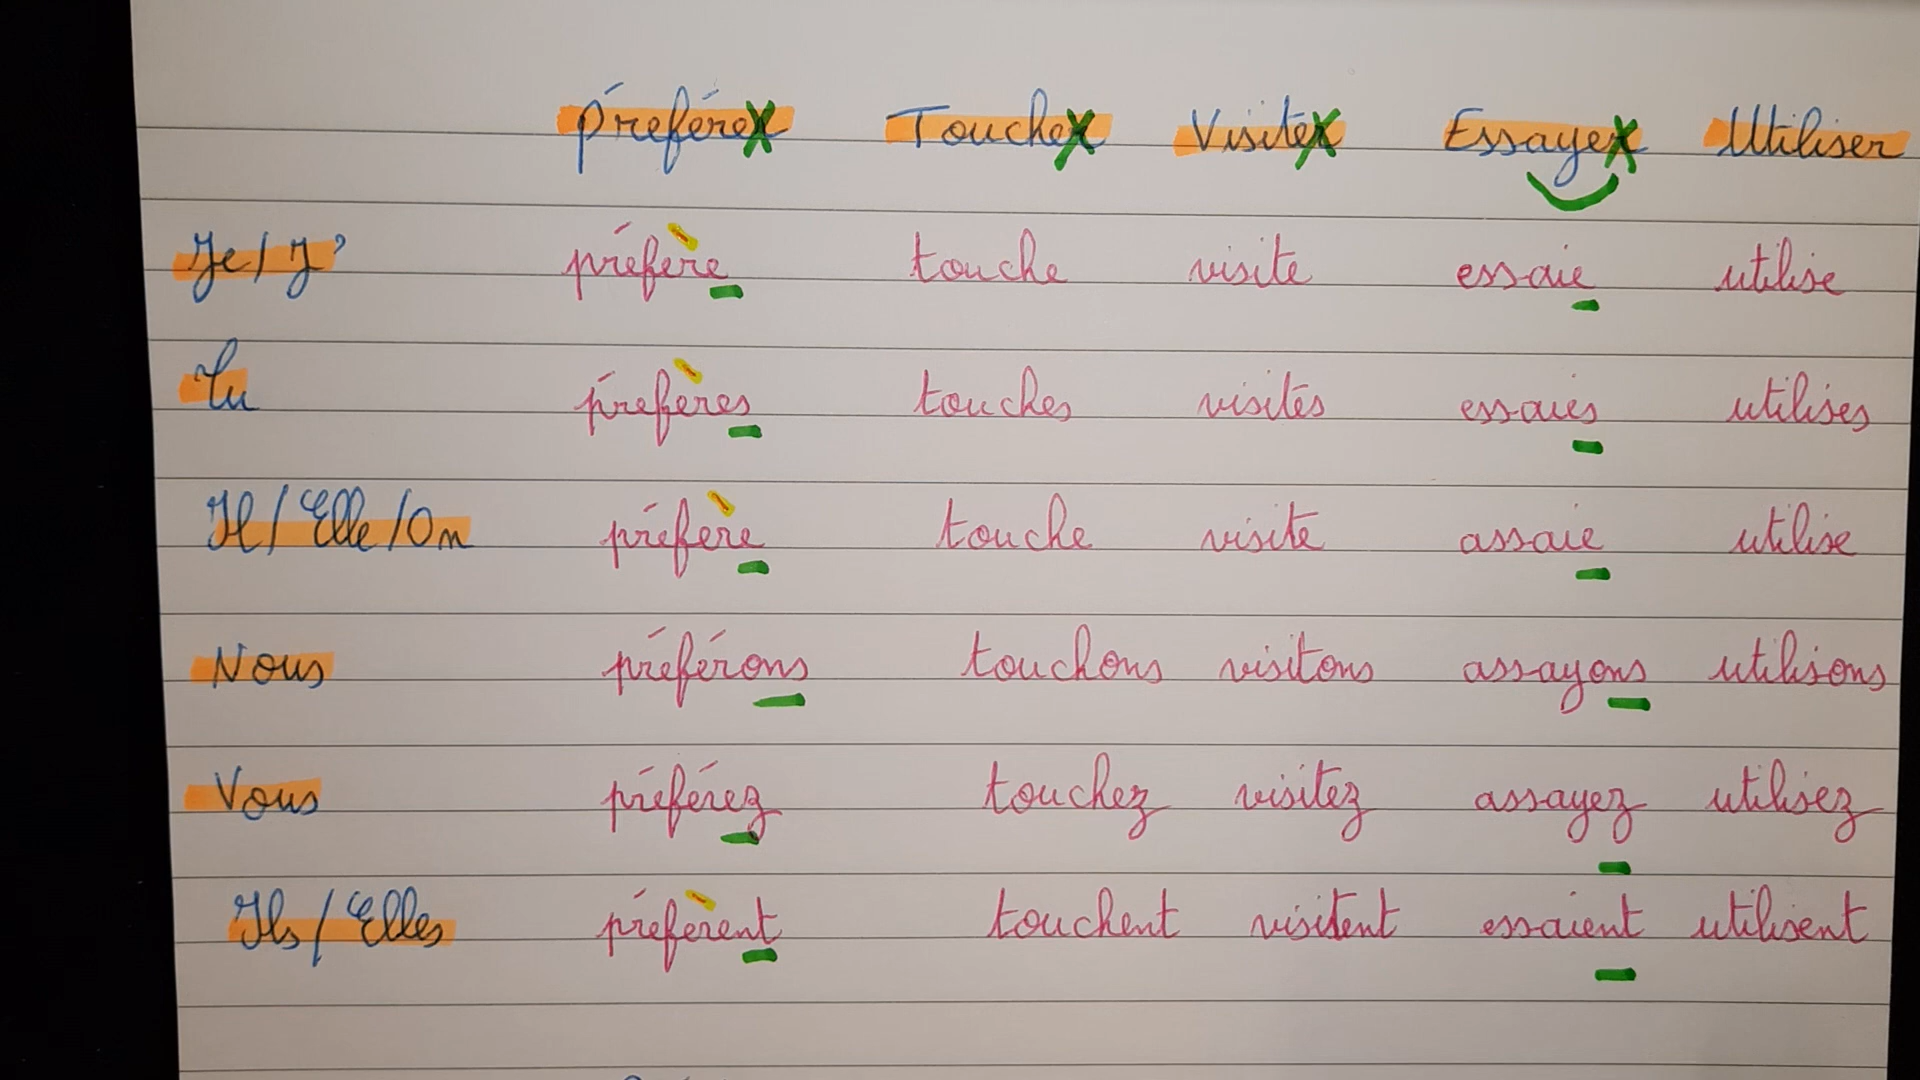 Préférer Toucher Visiter Essayer Utiliser
Je/J' préfère touche visite essaie utilise
Tu préfères touches visites essaies utilises
Il/Elle/On préfère touche visite assaie utilise
Nous préférons touchons visitons assayons utilisons
Vous préférez touchez visitez assayez utilisez
Ils/Elles préfèrent touchent visitent essaient utilisent